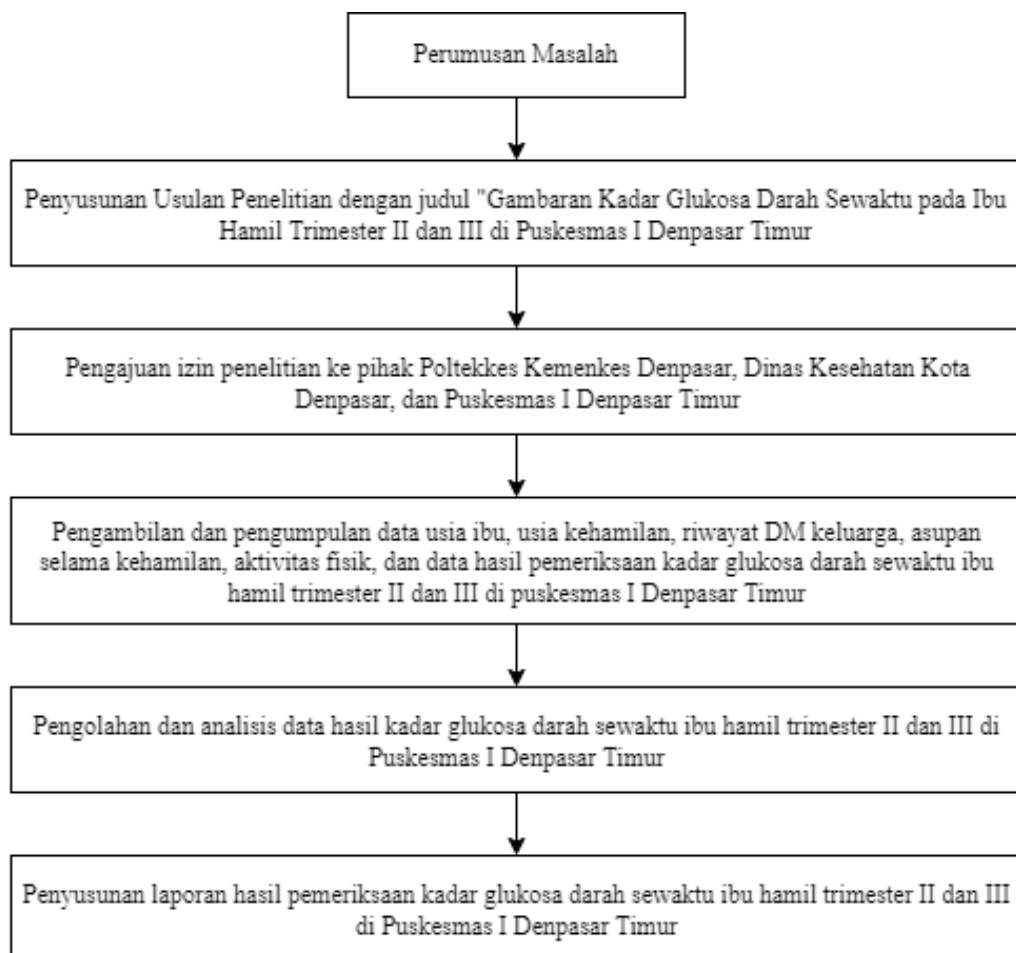 Perumusan Masalah
Penyusunan Usulan Penelitian dengan judul "Gambaran Kadar Glukosa Darah Sewaktu pada Ibu
Hamil Trimester II dan III di Puskesmas I Denpasar Timur
Pengajuan izin penelitian ke pihak Poltekkes Kemenkes Denpasar, Dinas Kesehatan Kota
Denpasar, dan Puskesmas I Denpasar Timur
Pengambilan dan pengumpulan data usia ibu, usia kehamilan, riwayat DM keluarga, asupan
selama kehamilan, aktivitas fisik, dan data hasil pemeriksaan kadar glukosa darah sewaktu ibu
hamil trimester II dan III di puskesmas I Denpasar Timur
Pengolahan dan analisis data hasil kadar glukosa darah sewaktu ibu hamil trimester II dan III di
Puskesmas I Denpasar Timur
Penyusunan laporan hasil pemeriksaan kadar glukosa darah sewaktu ibu hamil trimester II dan III
di Puskesmas I Denpasar Timur